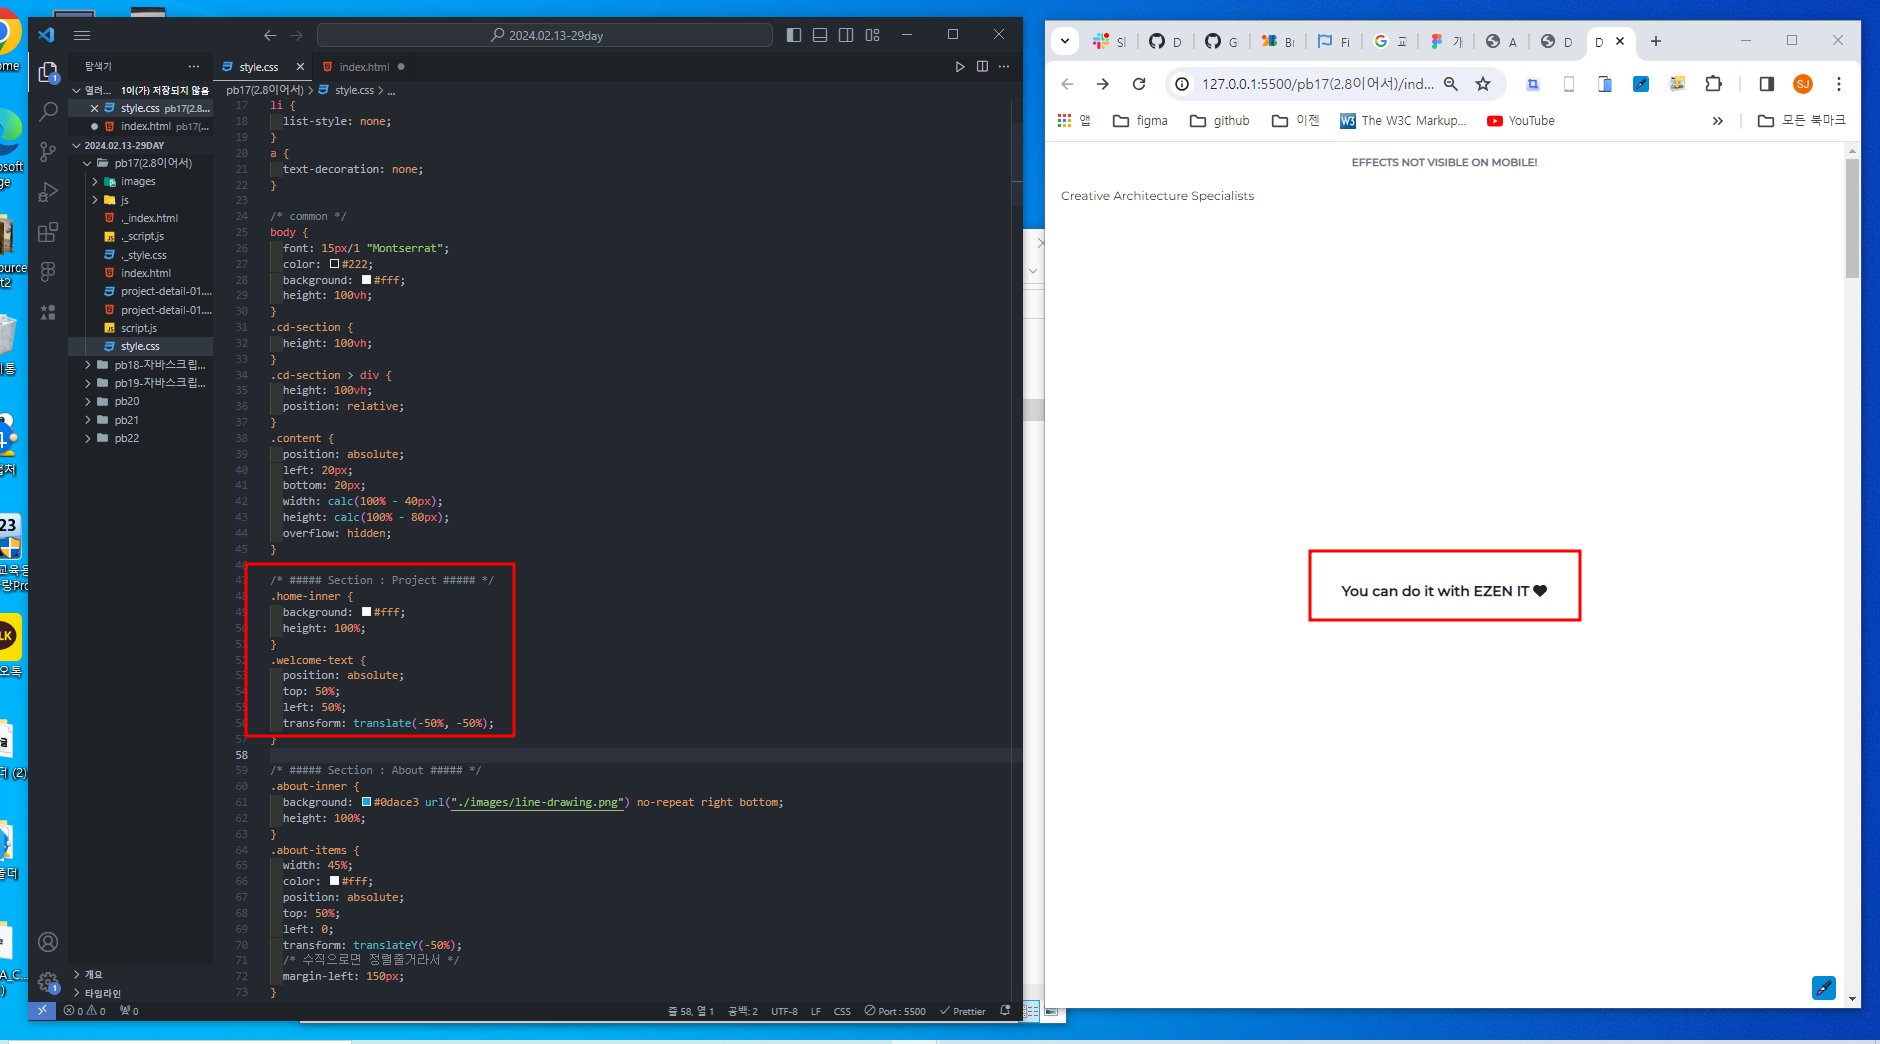 2024.02.13-29day
탐색기
style.css
index.html
열려... 1이(가) 저장되지 않음
style.css pb17(2.8...
index.html pb17(...
2024.02.13-29DAY
pb17(2.8이어서)
images
js
._index.html
._script.js
._style.css
index.html
project-detail-01....
project-detail-01....
script.js
style.css
pb18-자바스크립...
pb19-자바스크립...
pb20
pb21
pb22
개요
타임라인
pb17(2.8이어서) > style.css > ...
17 li {
18 list-style: none;
19 }
20 a {
21 text-decoration: none;
22 }
23
24 /* common */
25 body {
26 font: 15px/1 "Montserrat";
27 color: #222;
28 background: #fff;
29 height: 100vh;
30 }
31 .cd-section {
32 height: 100vh;
33 }
34 .cd-section > div {
35 height: 100vh;
36 position: relative;
37 }
38 .content {
39 position: absolute;
40 left: 20px;
41 bottom: 20px;
42 width: calc(100% - 40px);
43 height: calc(100% - 80px);
44 overflow: hidden;
45 }
46
47 /* ##### Section : Project ##### */
48 .home-inner {
49 background: #fff;
50 height: 100%;
51 }
52 .welcome-text {
53 position: absolute;
54 top: 50%;
55 left: 50%;
56 transform: translate(-50%, -50%);
57 }
58
59 /* ##### Section : About ##### */
60 .about-inner {
61 background: #0dace3 url("./images/line-drawing.png") no-repeat right bottom;
62 height: 100%;
63 }
64 .about-items {
65 width: 45%;
66 color: #fff;
67 position: absolute;
68 top: 50%;
69 left: 0;
70 transform: translateY(-50%);
71 /* 수직으로면 정렬줄거라서 */
72 margin-left: 150px;
73 }
0 0 0 줄 58, 열 1 공백: 2 UTF-8 LF CSS Port : 5500 Prettier
127.0.0.1:5500/pb17(2.8이어서)/ind...
SJ
앱 figma github 이젠 The W3C Markup... YouTube 모든 북마크
EFFECTS NOT VISIBLE ON MOBILE!
Creative Architecture Specialists
You can do it with EZEN IT